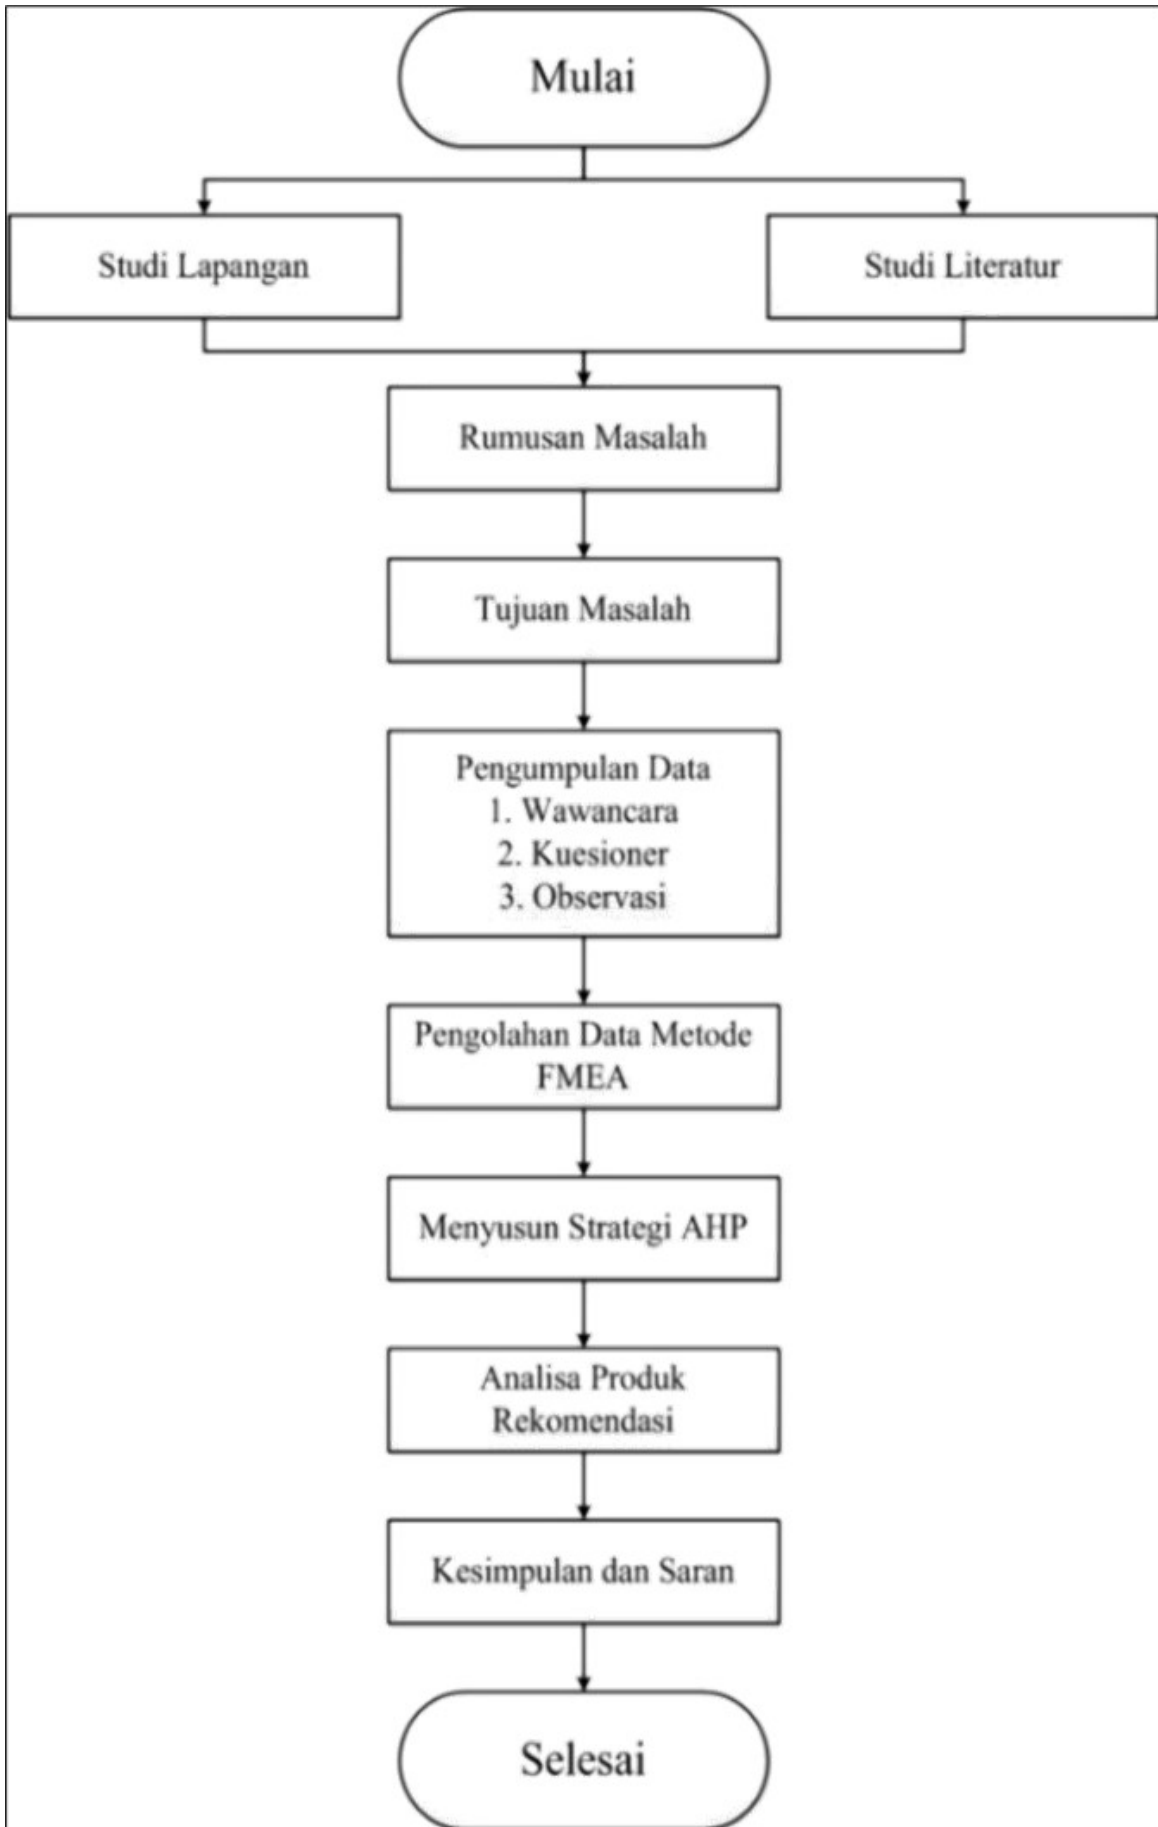 Mulai
Studi Lapangan
Studi Literatur
Rumusan Masalah
Tujuan Masalah
Pengumpulan Data
1. Wawancara
2. Kuesioner
3. Observasi
Pengolahan Data Metode
FMEA
Menyusun Strategi AHP
Analisa Produk
Rekomendasi
Kesimpulan dan Saran
Selesai